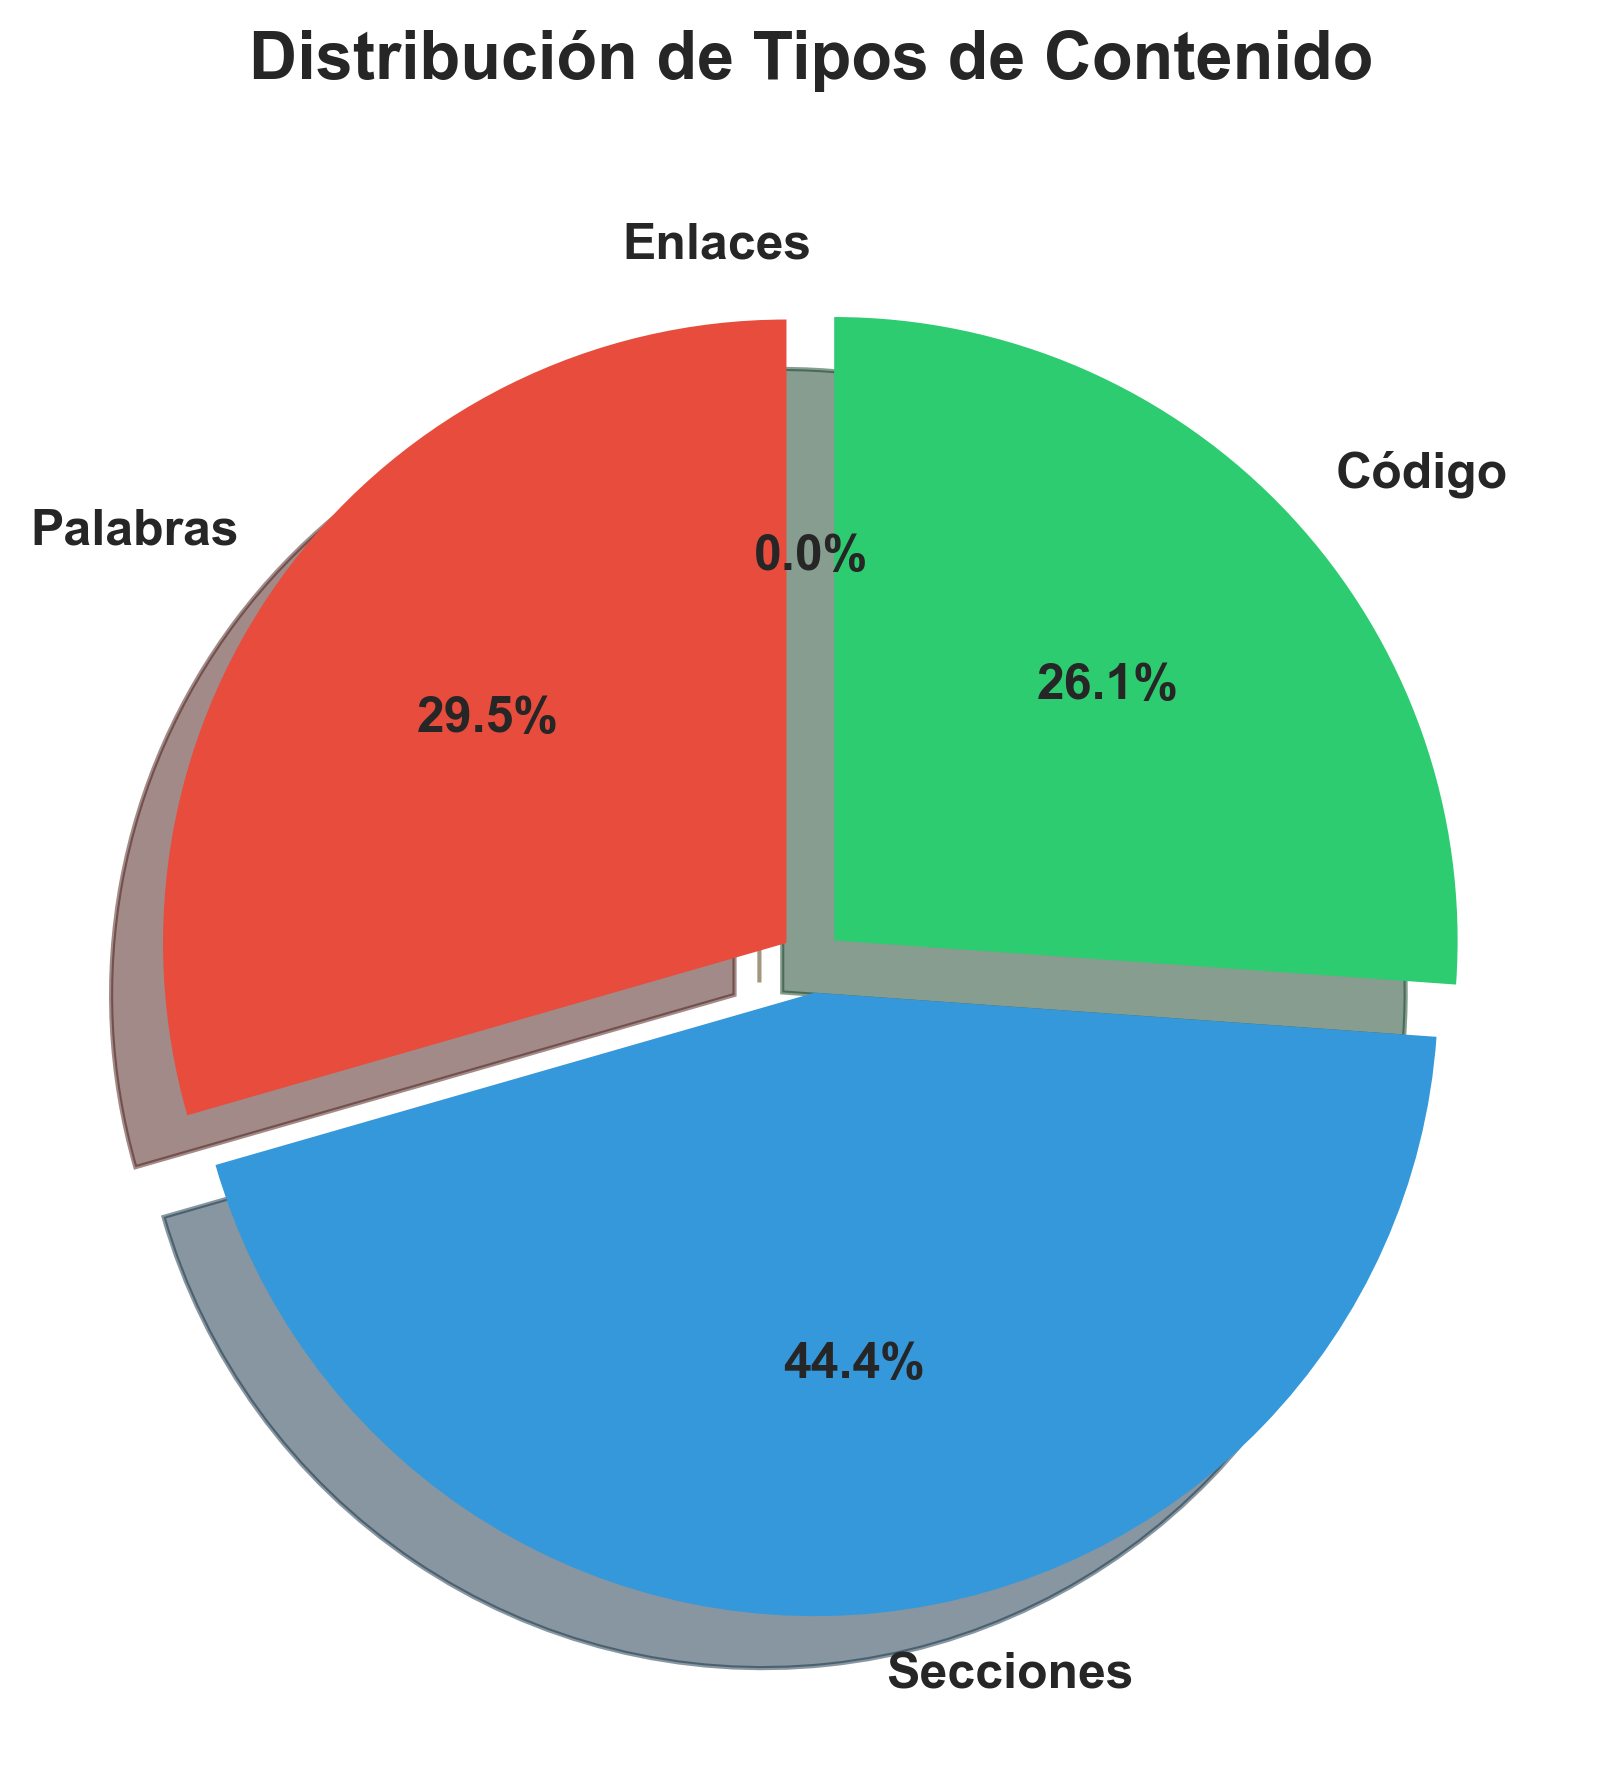 Distribución de Tipos de Contenido
Enlaces
Código
Palabras
0.0%
26.1%
29.5%
44.4%
Secciones